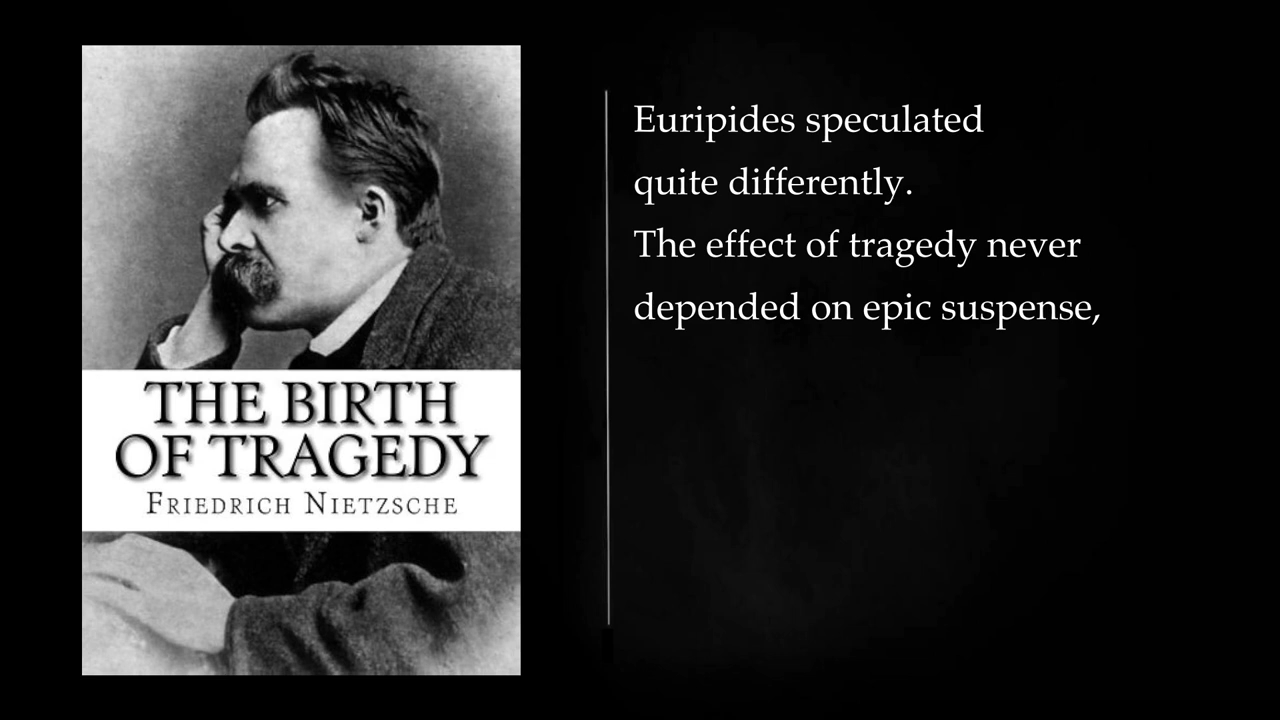 THE BIRTH
OF TRAGEDY
FRIEDRICH NIETZSCHE
Euripides speculated
quite differently.
The effect of tragedy never
depended on epic suspense,